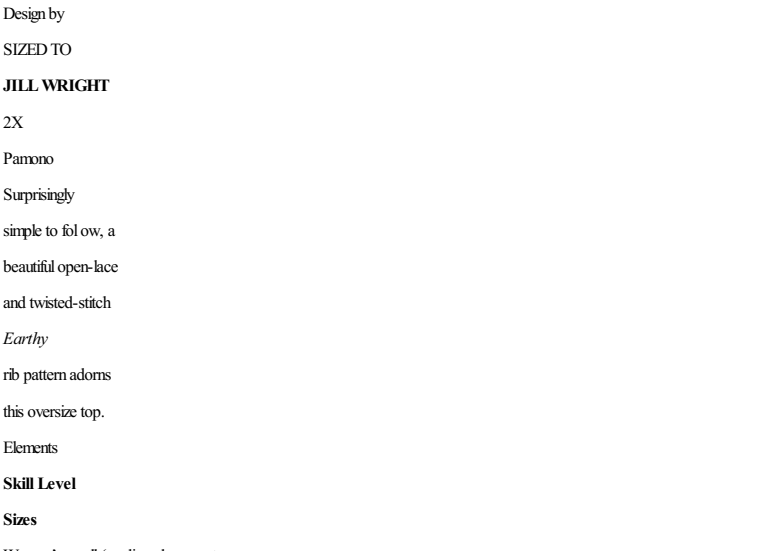 Design by
SIZED TO
JILL WRIGHT
2X
Pamono
Surprisingly
simple to fol ow, a
beautiful open-lace
and twisted-stitch
Earthy
rib pattern adorns
this oversize top.
Elements
Skill Level
Sizes